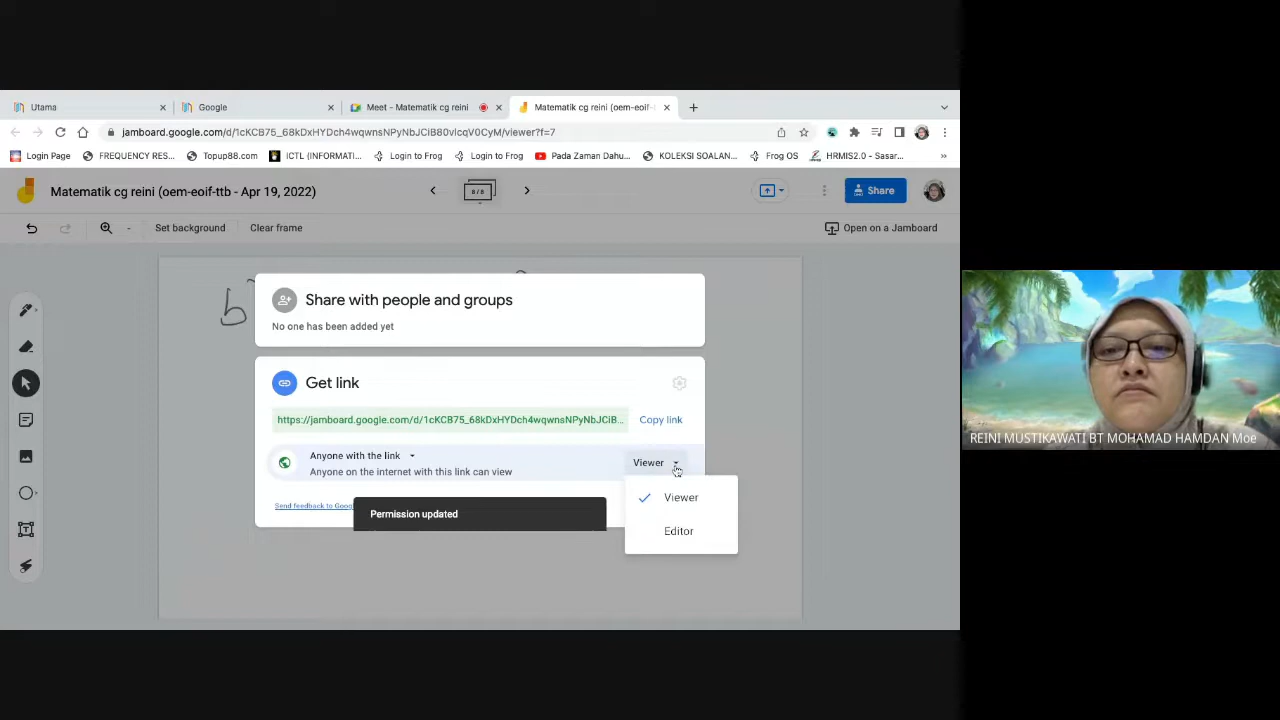 Utama
Google
Meet - Matematik cg reini
Matematik cg reini (oem-eoif-
jamboard.google.com/d/1cKCB75_68kDxHYDch4wqwnsNPyNbJCiB80vIcqV0CyM/viewer?f=7
Login Page
FREQUENCY RES...
Topup88.com
ICTL (INFORMATI...
Login to Frog
Login to Frog
Pada Zaman Dahu...
KOLEKSI SOALAN...
Frog OS
HRMIS2.0 - Sasar...
Matematik cg reini (oem-eoif-ttb - Apr 19, 2022)
8/8
Share
Set background
Clear frame
Open on a Jamboard
b
Share with people and groups
No one has been added yet
Get link
https://jamboard.google.com/d/1cKCB75_68kDxHYDch4wqwnsNPyNbJCiB...
Copy link
Anyone with the link
Anyone on the internet with this link can view
Viewer
Viewer
Editor
Send feedback to Goog
Permission updated
REINI MUSTIKAWATI BT MOHAMAD HAMDAN Moe